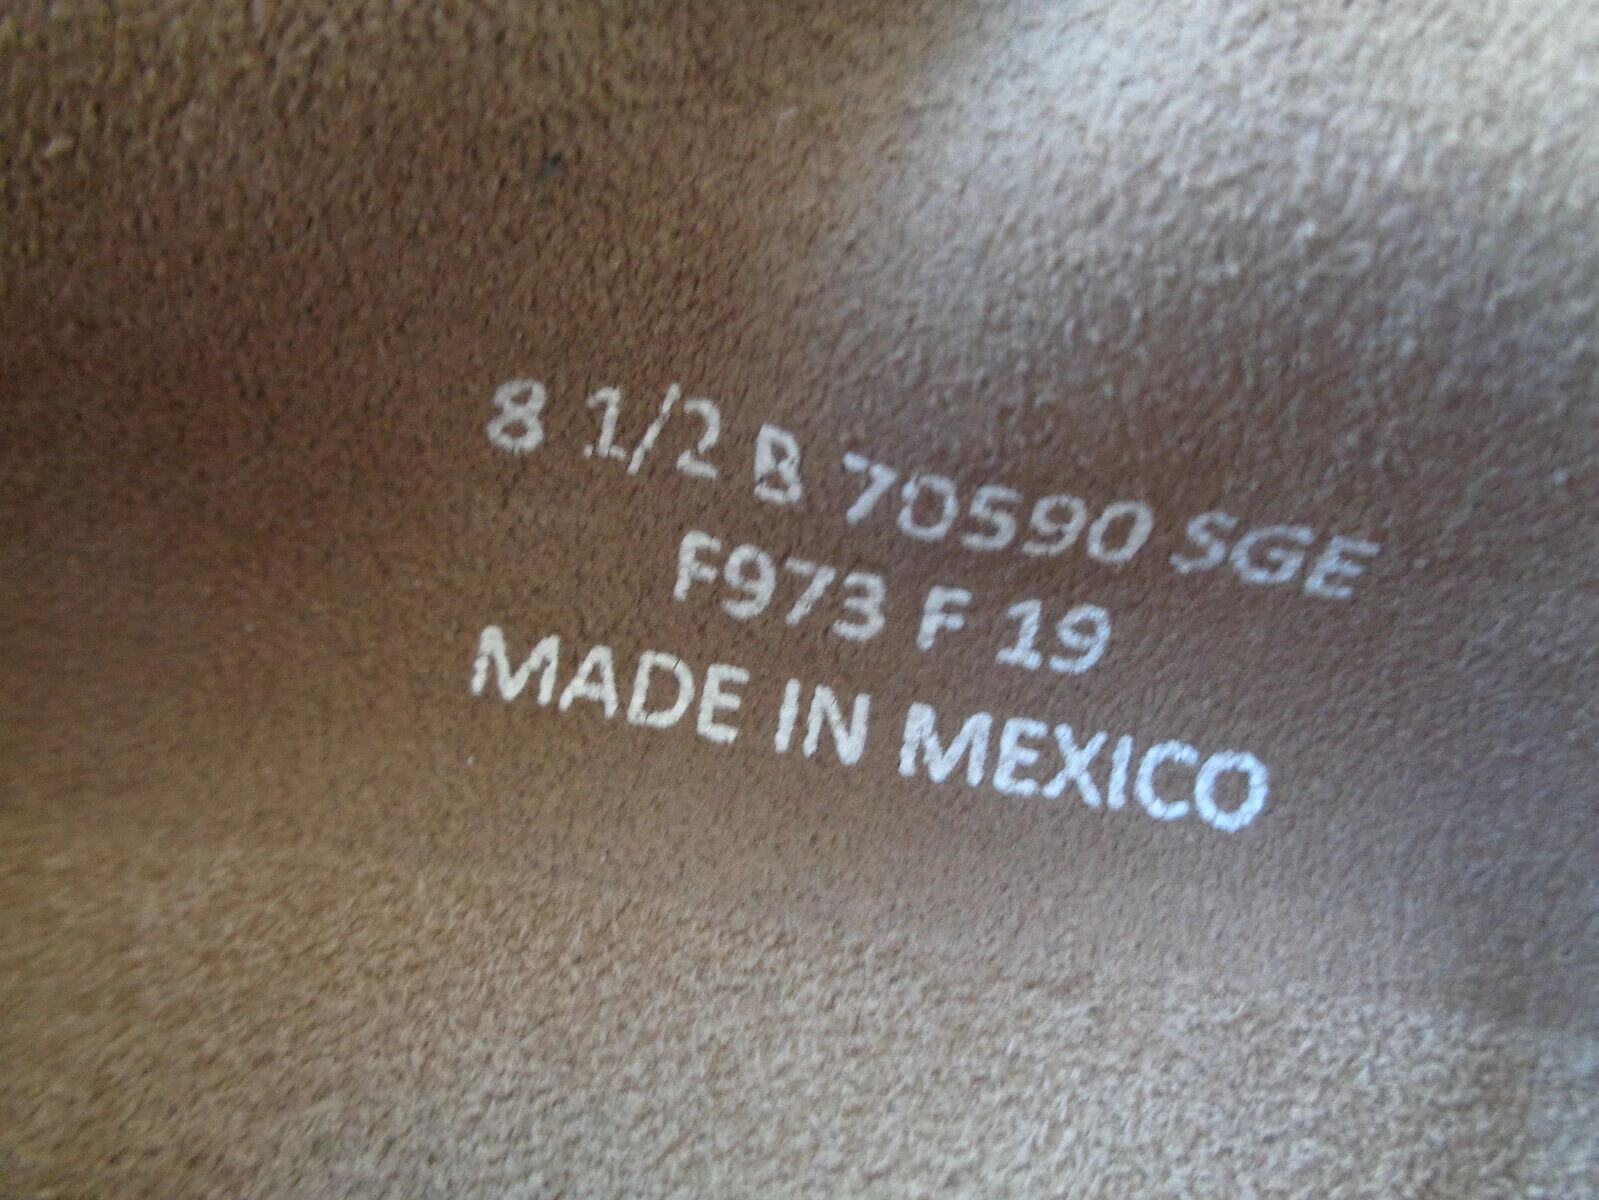 8 1/2 B 70590 SGE
F973 F 19
MADE IN MEXICO